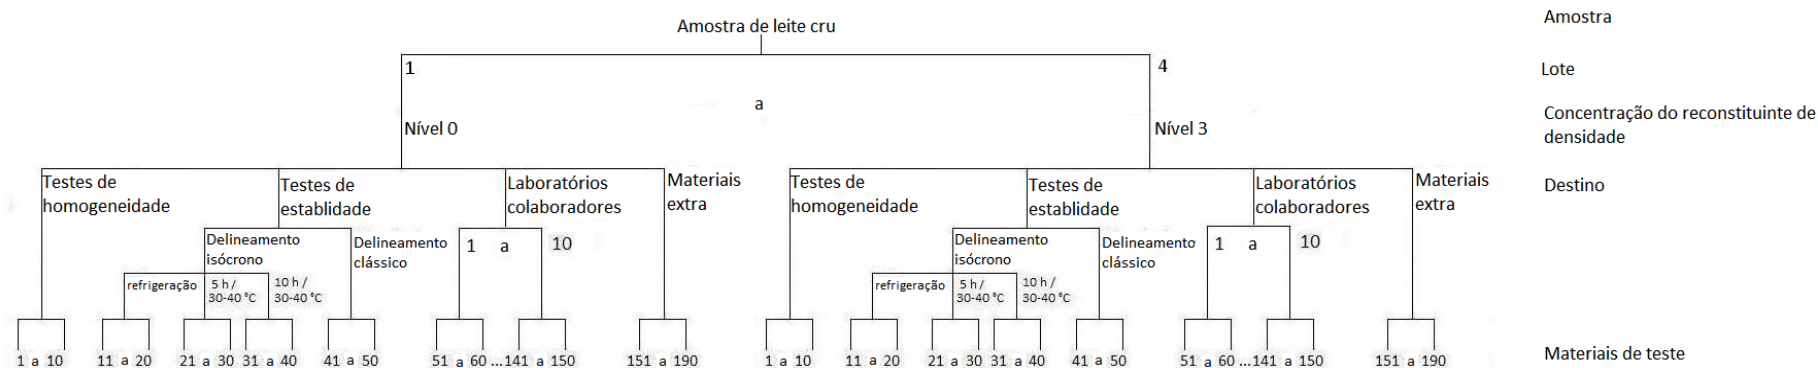 Amostra de leite cru
Amostra
1
4
Lote
a
Concentração do reconstituinte de
densidade
Nível 0
Nível 3
Testes de
homogeneidade
Testes de
establidade
Laboratórios
colaboradores
Materiais
extra
Testes de
homogeneidade
Testes de
establidade
Laboratórios
colaboradores
Materiais
extra
Destino
Delineamento
isócrono
Delineamento
clássico
1 a 10
Delineamento
isócrono
Delineamento
clássico
1 a 10
refrigeração
5 h /
30-40 °C
10 h /
30-40 °C
refrigeração
5 h /
30-40 °C
10 h /
30-40 °C
1 a 10 11 a 20 21 a 30 31 a 40 41 a 50 51 a 60 ...141 a 150 151 a 190
1 a 10 11 a 20 21 a 30 31 a 40 41 a 50 51 a 60 ...141 a 150 151 a 190
Materiais de teste